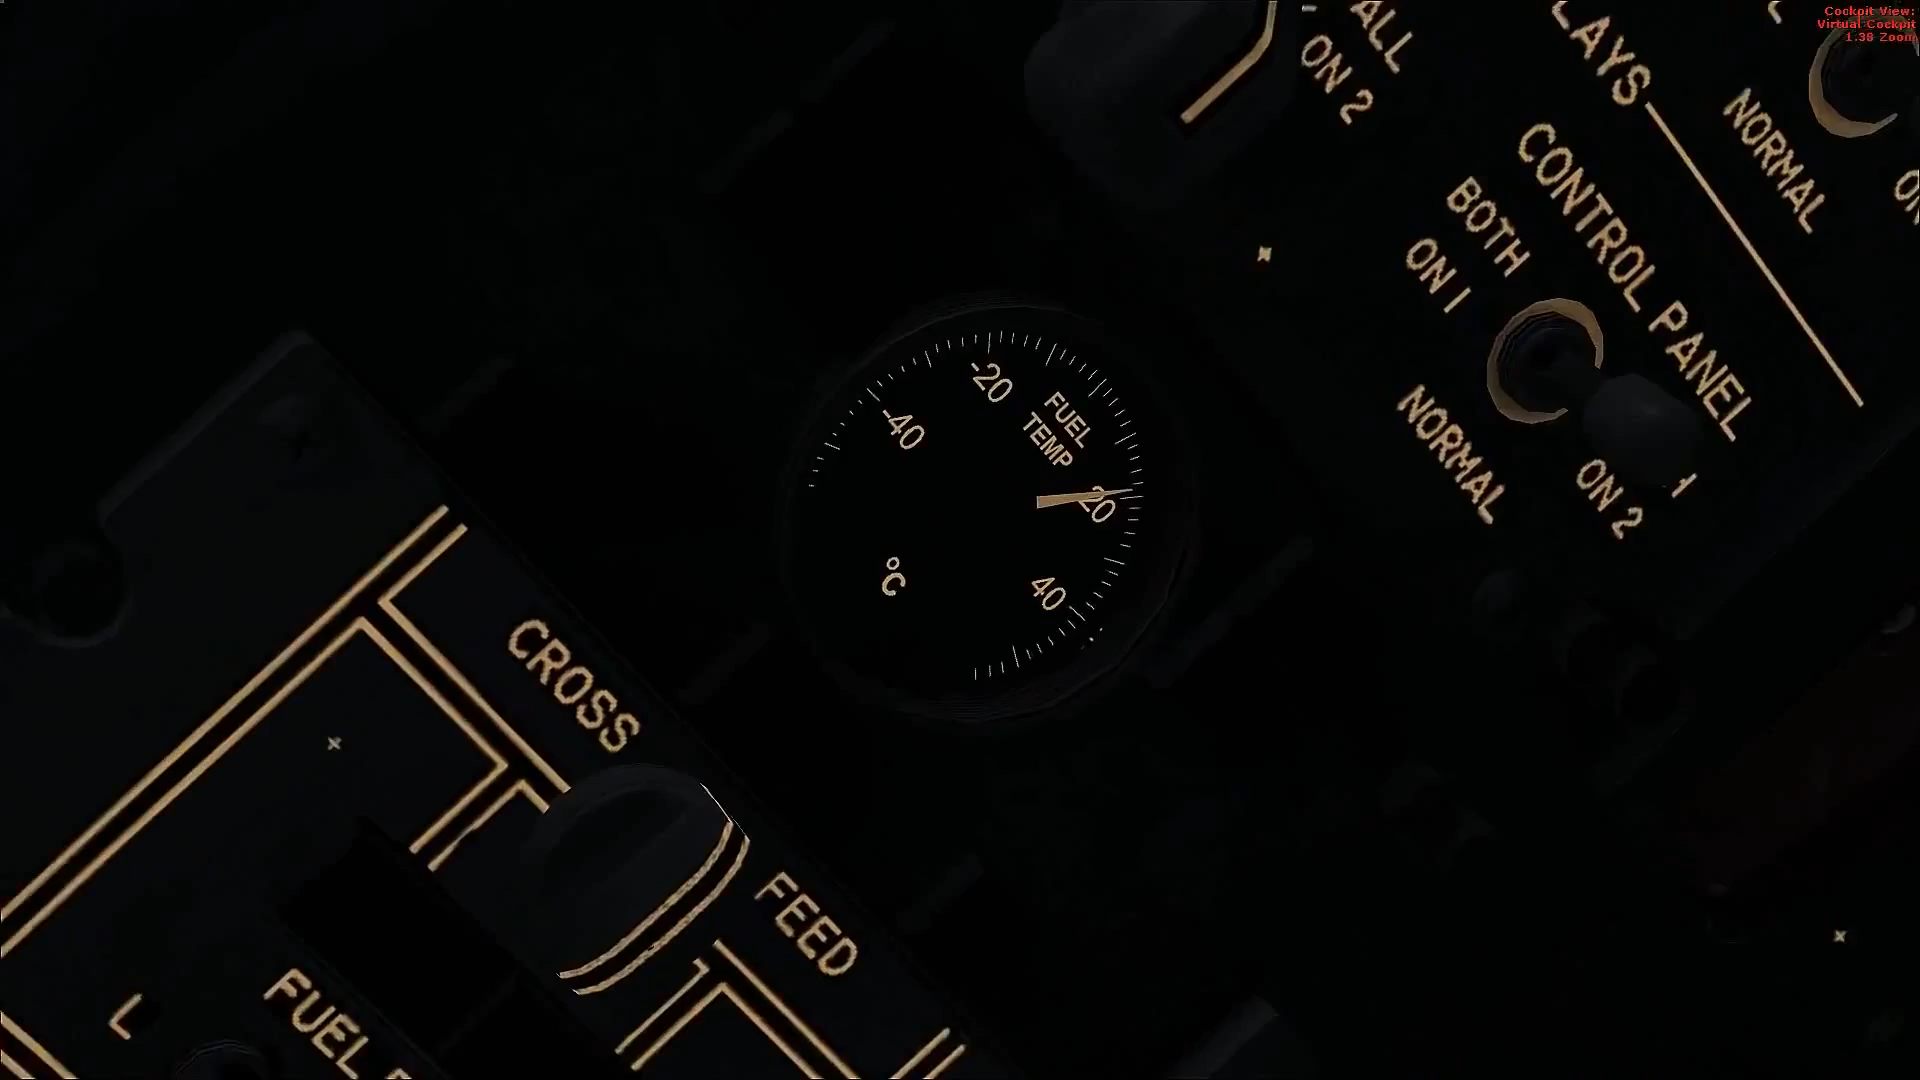 Cockpit View:
Virtual Cockpit
1.38 Zoom
ALL
ON 2
NORMAL
CONTROL PANEL
BOTH
ON 1
NORMAL
ON 2
1
-20
-40
FUEL
TEMP
20
40
°C
CROSS
FEED
L
FUEL